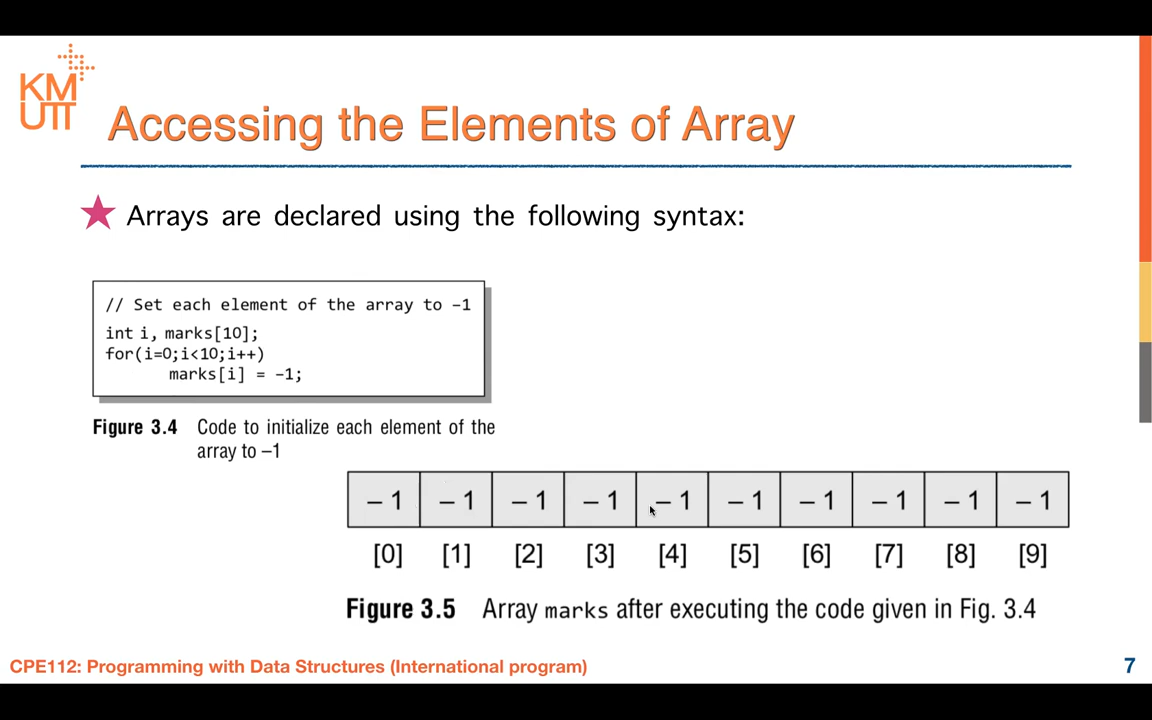 KM
UTT
Accessing the Elements of Array
Arrays are declared using the following syntax:
// Set each element of the array to –1
int i, marks[10];
for(i=0;i<10;i++)
marks[i] = –1;
Figure 3.4 Code to initialize each element of the
array to –1
– 1 – 1 – 1 – 1 – 1 – 1 – 1 – 1 – 1 – 1
[0] [1] [2] [3] [4] [5] [6] [7] [8] [9]
Figure 3.5 Array marks after executing the code given in Fig. 3.4
CPE112: Programming with Data Structures (International program) 7